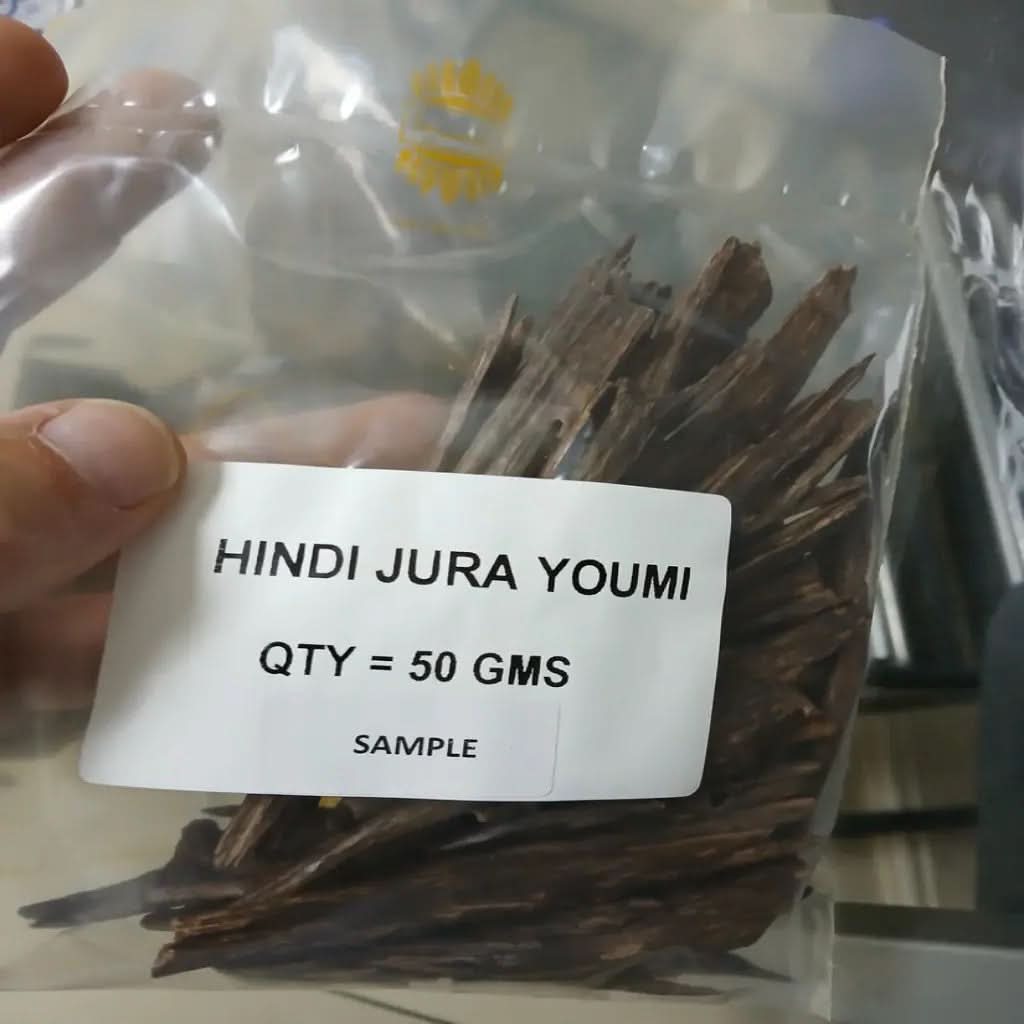 HINDI JURA YOUMI
QTY = 50 GMS
SAMPLE